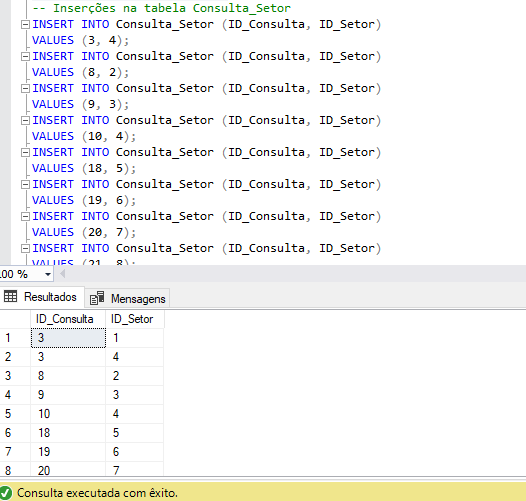 -- Inserções na tabela Consulta_Setor
INSERT INTO Consulta_Setor (ID_Consulta, ID_Setor)
VALUES (3, 4);
INSERT INTO Consulta_Setor (ID_Consulta, ID_Setor)
VALUES (8, 2);
INSERT INTO Consulta_Setor (ID_Consulta, ID_Setor)
VALUES (9, 3);
INSERT INTO Consulta_Setor (ID_Consulta, ID_Setor)
VALUES (10, 4);
INSERT INTO Consulta_Setor (ID_Consulta, ID_Setor)
VALUES (18, 5);
INSERT INTO Consulta_Setor (ID_Consulta, ID_Setor)
VALUES (19, 6);
INSERT INTO Consulta_Setor (ID_Consulta, ID_Setor)
VALUES (20, 7);
INSERT INTO Consulta_Setor (ID_Consulta, ID_Setor)
VALUES (21, 8);
.00 %
Resultados Mensagens
ID_Consulta ID_Setor
1 3 1
2 3 4
3 8 2
4 9 3
5 10 4
6 18 5
7 19 6
8 20 7
Consulta executada com êxito.